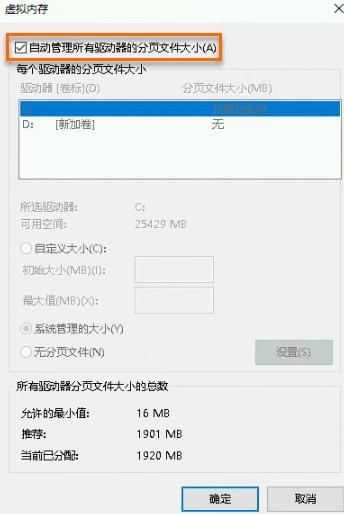 虚拟内存
自动管理所有驱动器的分页文件大小(A)
每个驱动器的分页文件大小
驱动器 [卷标](D) 分页文件大小(MB)
D: [新加卷] 无
所选驱动器: C:
可用空间: 25429 MB
自定义大小(C):
初始大小(MB)(I):
最大值(MB)(X):
系统管理的大小(Y)
无分页文件(N) 设置(S)
所有驱动器分页文件大小的总数
允许的最小值: 16 MB
推荐: 1901 MB
当前已分配: 1920 MB
确定 取消